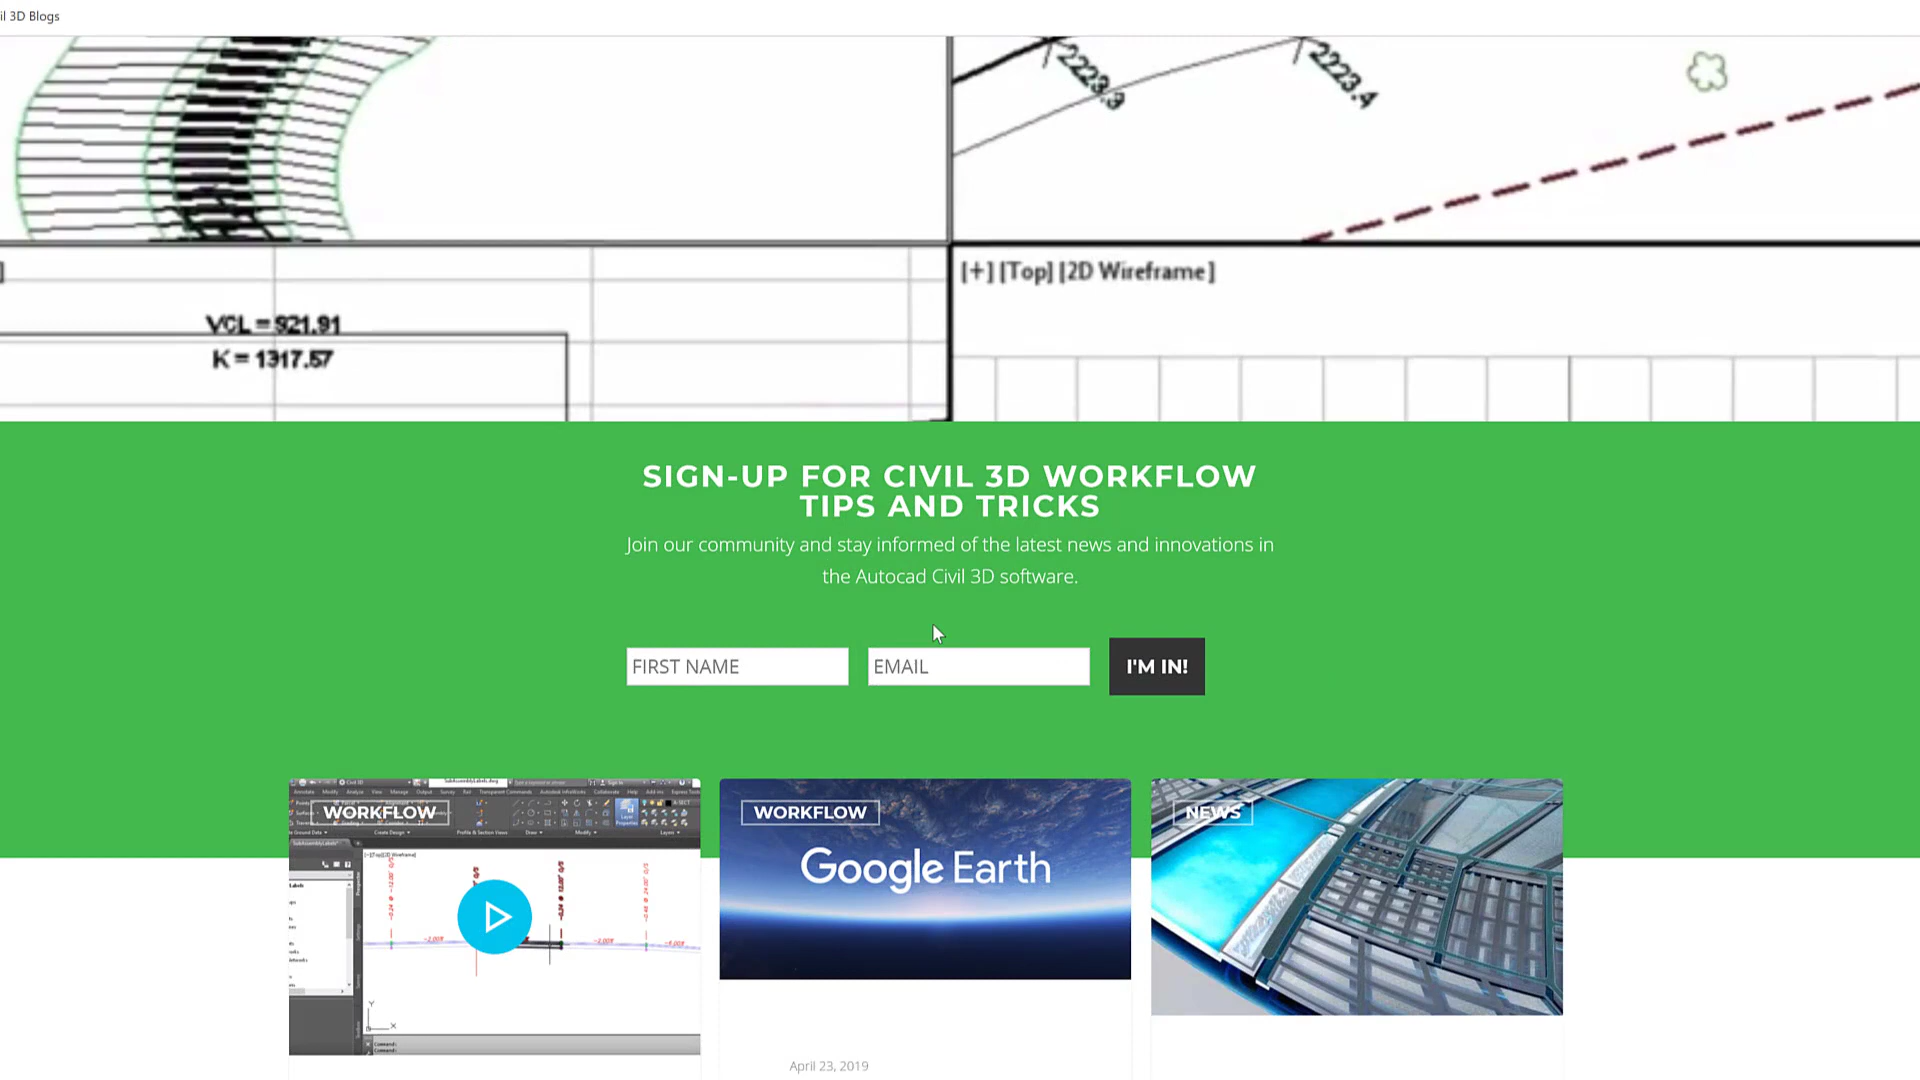 il 3D Blogs
2223.9
2223.4
]
[+] [Top] [2D Wireframe]
VCL = 921.91
K = 1317.57
SIGN-UP FOR CIVIL 3D WORKFLOW
TIPS AND TRICKS
Join our community and stay informed of the latest news and innovations in
the Autocad Civil 3D software.
FIRST NAME
EMAIL
I'M IN!
WORKFLOW
WORKFLOW
Google Earth
NEWS
April 23, 2019